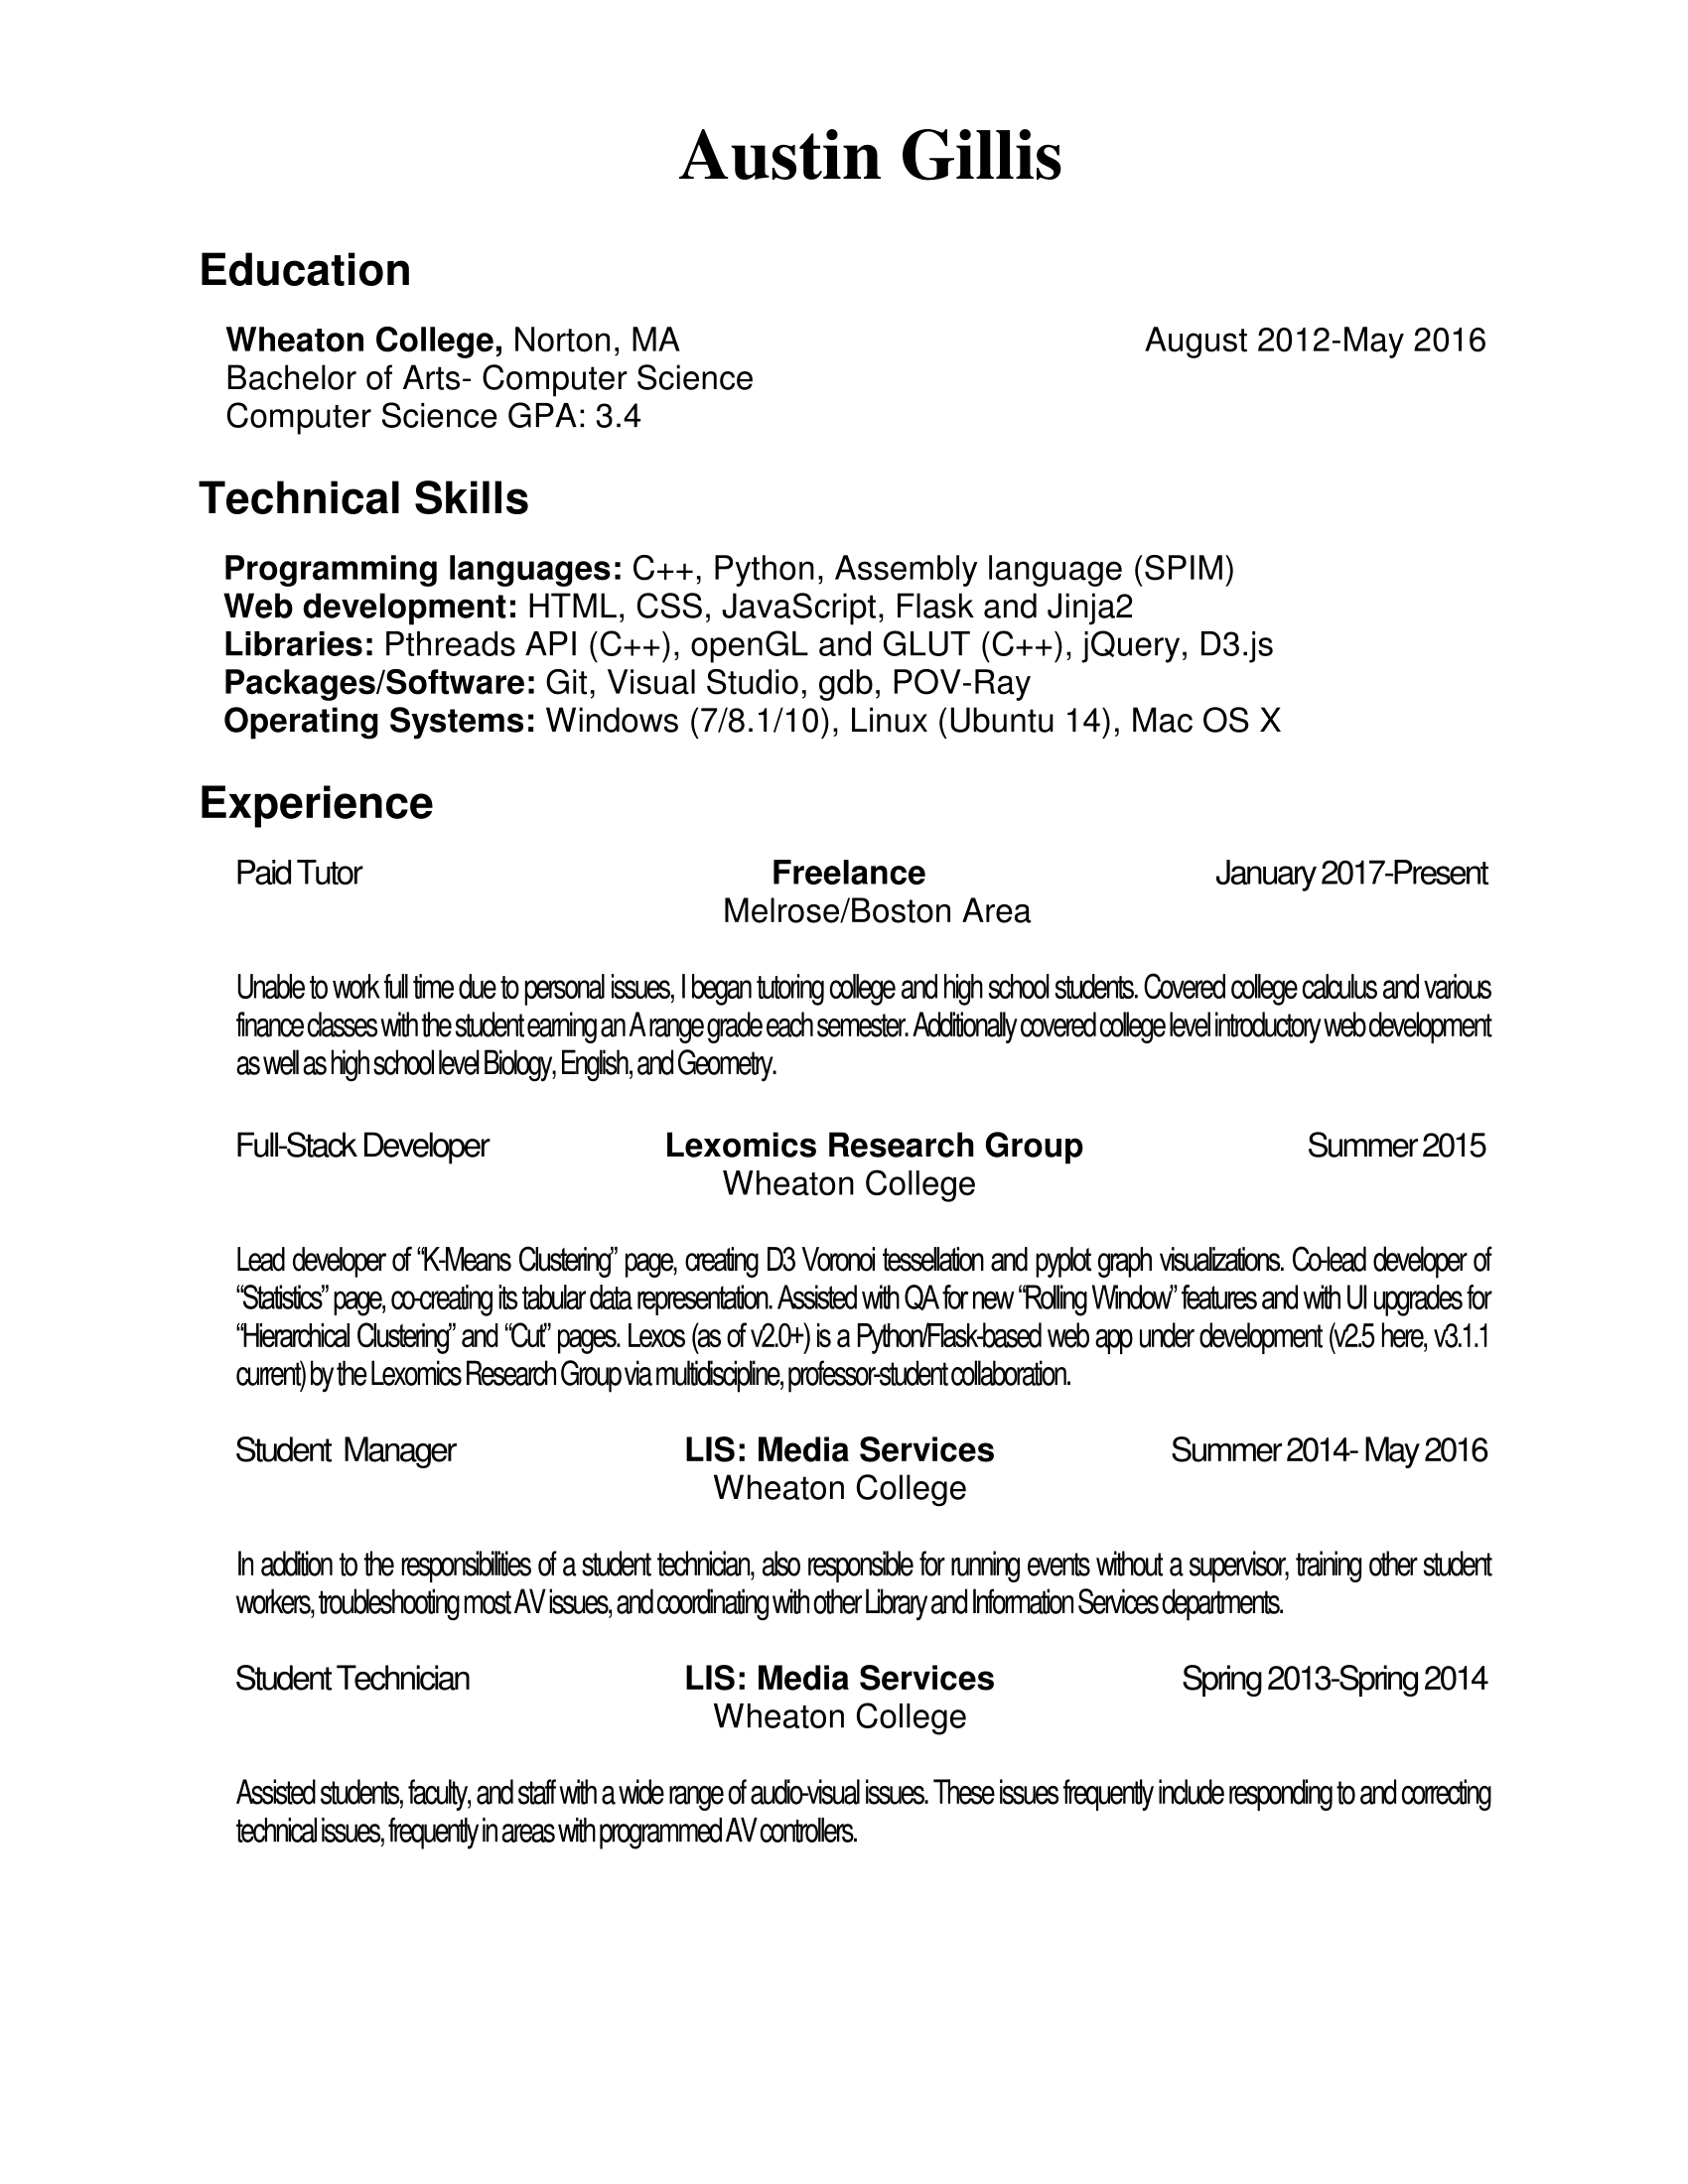 Austin Gillis
Education
Wheaton College, Norton, MA August 2012-May 2016
Bachelor of Arts- Computer Science
Computer Science GPA: 3.4
Technical Skills
Programming languages: C++, Python, Assembly language (SPIM)
Web development: HTML, CSS, JavaScript, Flask and Jinja2
Libraries: Pthreads API (C++), openGL and GLUT (C++), jQuery, D3.js
Packages/Software: Git, Visual Studio, gdb, POV-Ray
Operating Systems: Windows (7/8.1/10), Linux (Ubuntu 14), Mac OS X
Experience
Paid Tutor Freelance January 2017-Present
Melrose/Boston Area
Unable to work full time due to personal issues, I began tutoring college and high school students. Covered college calculus and various
finance classes with the student earning an A range grade each semester. Additionally covered college level introductory web development
as well as high school level Biology, English, and Geometry.
Full-Stack Developer Lexomics Research Group Summer 2015
Wheaton College
Lead developer of “K-Means Clustering” page, creating D3 Voronoi tessellation and pyplot graph visualizations. Co-lead developer of
“Statistics” page, co-creating its tabular data representation. Assisted with QA for new “Rolling Window” features and with UI upgrades for
“Hierarchical Clustering” and “Cut” pages. Lexos (as of v2.0+) is a Python/Flask-based web app under development (v2.5 here, v3.1.1
current) by the Lexomics Research Group via multidiscipline, professor-student collaboration.
Student Manager LIS: Media Services Summer 2014- May 2016
Wheaton College
In addition to the responsibilities of a student technician, also responsible for running events without a supervisor, training other student
workers, troubleshooting most AV issues, and coordinating with other Library and Information Services departments.
Student Technician LIS: Media Services Spring 2013-Spring 2014
Wheaton College
Assisted students, faculty, and staff with a wide range of audio-visual issues. These issues frequently include responding to and correcting
technical issues, frequently in areas with programmed AV controllers.